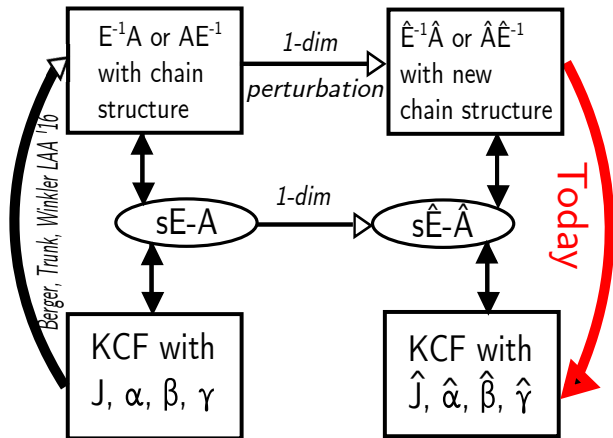 E⁻¹A or AE⁻¹
with chain
structure
1-dim
perturbation
Ê⁻¹Â or ÂÊ⁻¹
with new
chain structure
Berger, Trunk, Winkler LAA '16
Today
sE-A
1-dim
sÊ-Â
KCF with
J, α, β, γ
KCF with
Ĵ, α̂, β̂, γ̂